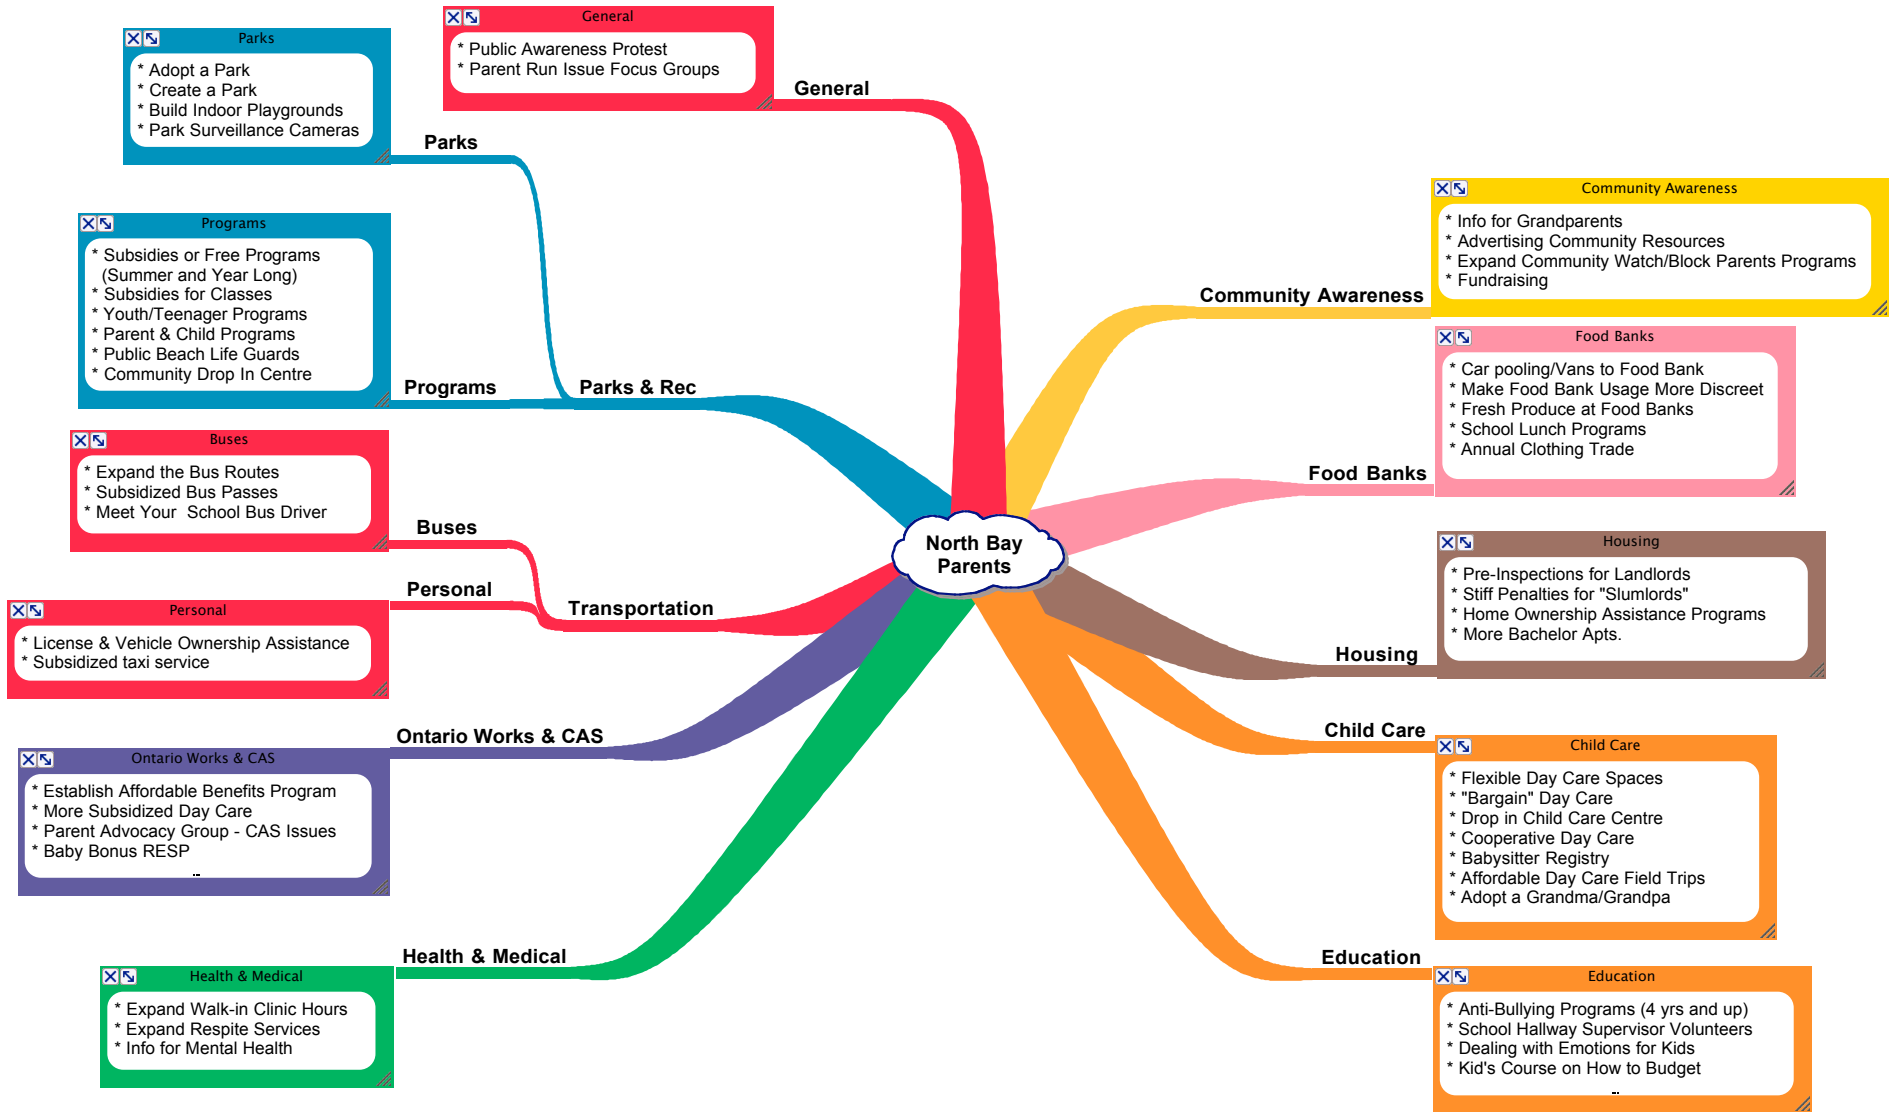 General
* Public Awareness Protest
* Parent Run Issue Focus Groups
General
Parks
* Adopt a Park
* Create a Park
* Build Indoor Playgrounds
* Park Surveillance Cameras
Parks
Programs
* Subsidies or Free Programs
(Summer and Year Long)
* Subsidies for Classes
* Youth/Teenager Programs
* Parent & Child Programs
* Public Beach Life Guards
* Community Drop In Centre
Programs
Parks & Rec
Buses
* Expand the Bus Routes
* Subsidized Bus Passes
* Meet Your  School Bus Driver
Buses
Personal
* License & Vehicle Ownership Assistance
* Subsidized taxi service
Personal
Transportation
Ontario Works & CAS
Ontario Works & CAS
* Establish Affordable Benefits Program
* More Subsidized Day Care
* Parent Advocacy Group - CAS Issues
* Baby Bonus RESP
...
Health & Medical
Health & Medical
* Expand Walk-in Clinic Hours
* Expand Respite Services
* Info for Mental Health
North Bay
Parents
Community Awareness
Community Awareness
* Info for Grandparents
* Advertising Community Resources
* Expand Community Watch/Block Parents Programs
* Fundraising
Food Banks
Food Banks
* Car pooling/Vans to Food Bank
* Make Food Bank Usage More Discreet
* Fresh Produce at Food Banks
* School Lunch Programs
* Annual Clothing Trade
Housing
Housing
* Pre-Inspections for Landlords
* Stiff Penalties for "Slumlords"
* Home Ownership Assistance Programs
* More Bachelor Apts.
Child Care
Child Care
* Flexible Day Care Spaces
* "Bargain" Day Care
* Drop in Child Care Centre
* Cooperative Day Care
* Babysitter Registry
* Affordable Day Care Field Trips
* Adopt a Grandma/Grandpa
Education
Education
* Anti-Bullying Programs (4 yrs and up)
* School Hallway Supervisor Volunteers
* Dealing with Emotions for Kids
* Kid's Course on How to Budget
...